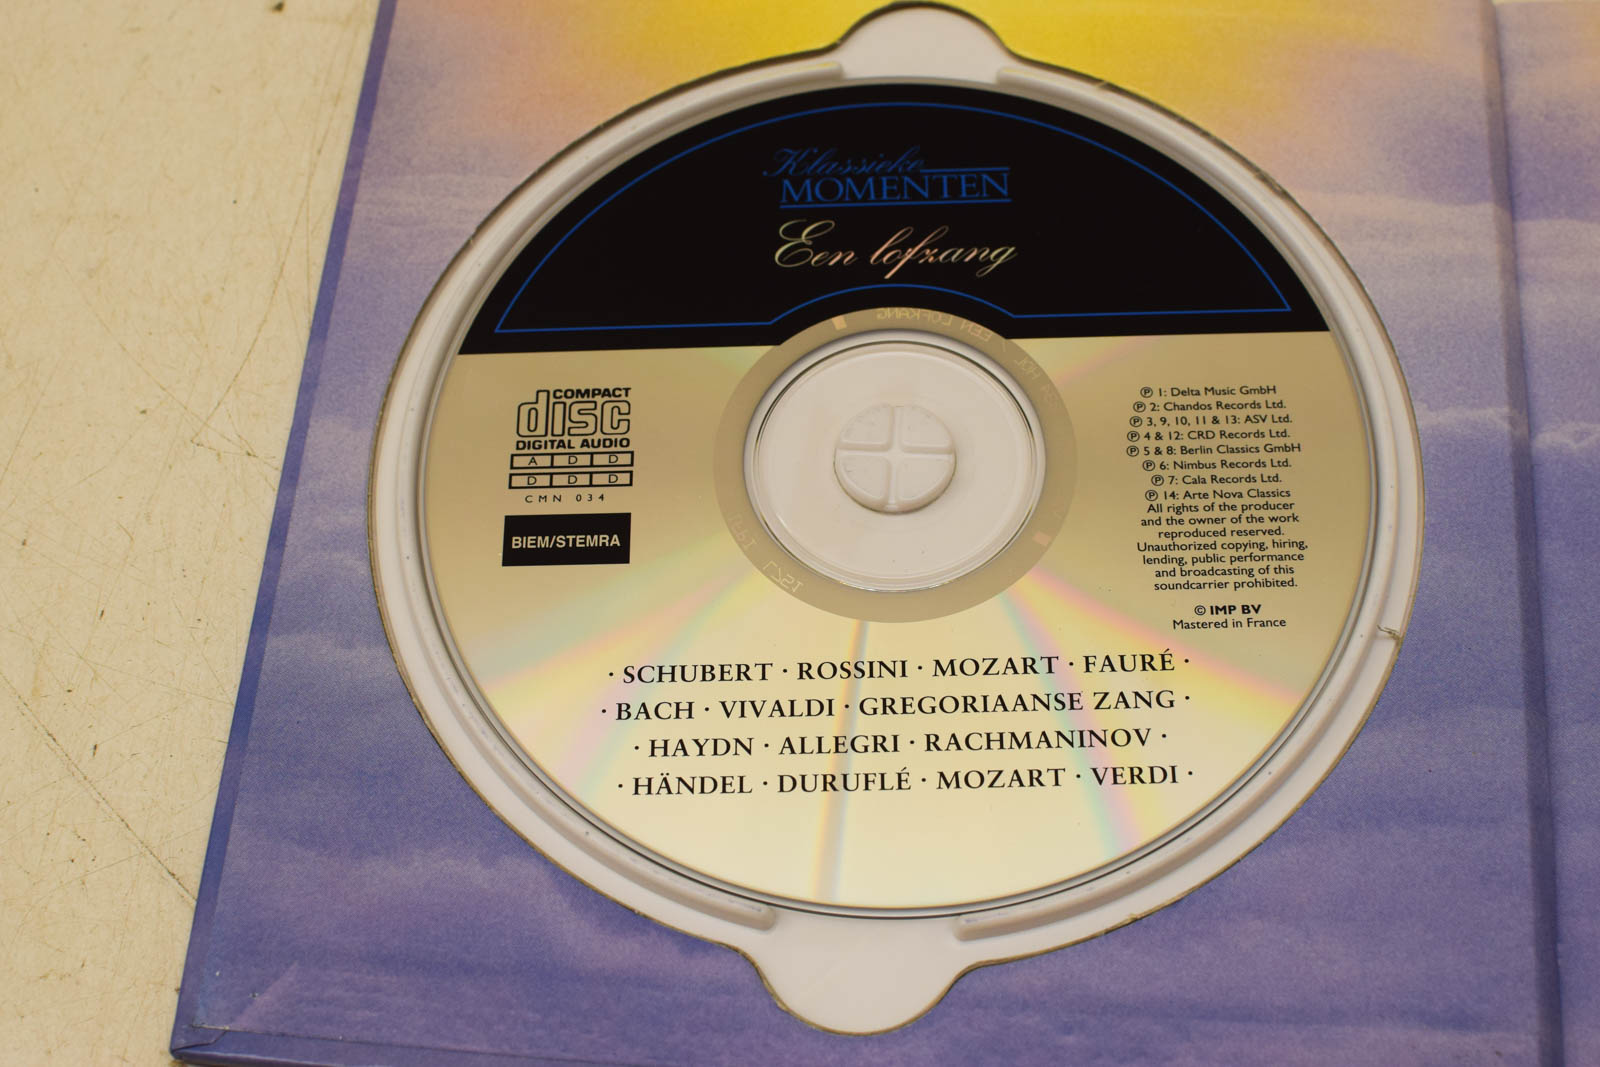 Klassieke
MOMENTEN
Een lofzang
EEN LOFKANG
COMPACT
disc
DIGITAL AUDIO
A D D
D D D
CMN 034
BIEM/STEMRA
℗ 1: Delta Music GmbH
℗ 2: Chandos Records Ltd.
℗ 3, 9, 10, 11 & 13: ASV Ltd.
℗ 4 & 12: CRD Records Ltd.
℗ 5 & 8: Berlin Classics GmbH
℗ 6: Nimbus Records Ltd.
℗ 7: Cala Records Ltd.
℗ 14: Arte Nova Classics
All rights of the producer
and the owner of the work
reproduced reserved.
Unauthorized copying, hiring,
lending, public performance
and broadcasting of this
soundcarrier prohibited.
© IMP BV
Mastered in France
· SCHUBERT · ROSSINI · MOZART · FAURÉ ·
· BACH · VIVALDI · GREGORIAANSE ZANG ·
· HAYDN · ALLEGRI · RACHMANINOV ·
· HÄNDEL · DURUFLÉ · MOZART · VERDI ·